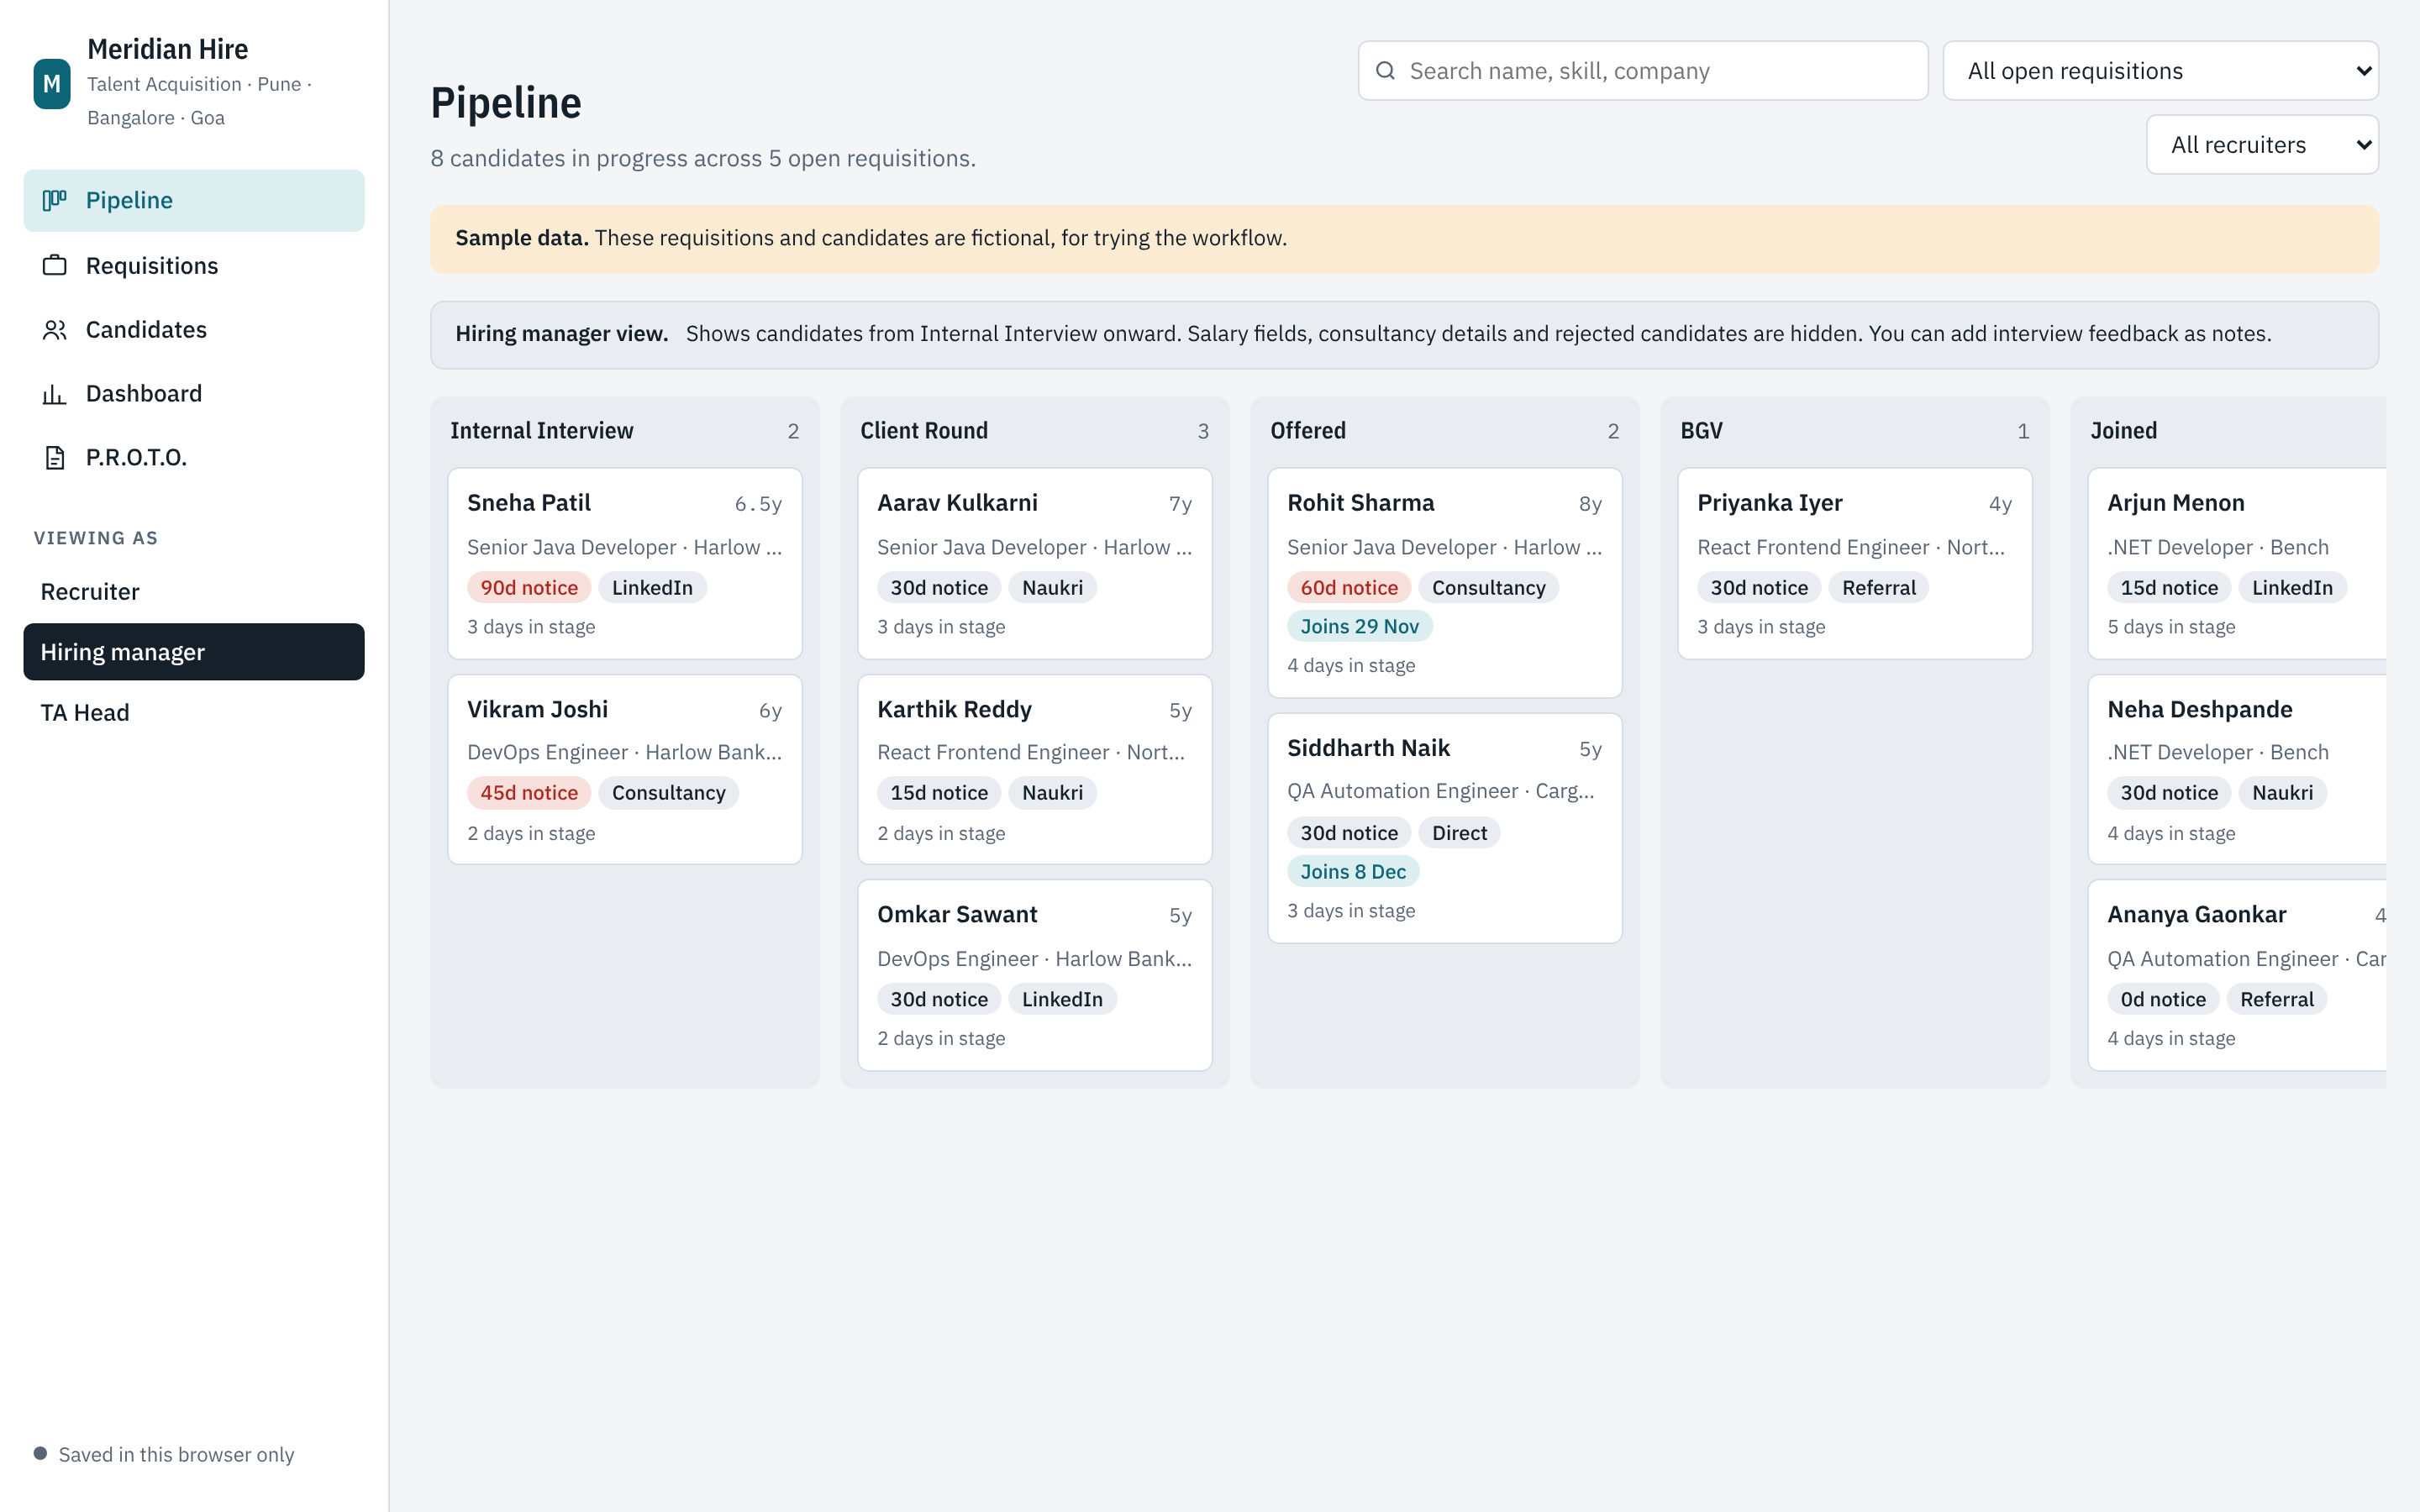 M
Meridian Hire
Talent Acquisition · Pune ·
Bangalore · Goa
Pipeline
Requisitions
Candidates
Dashboard
P.R.O.T.O.
VIEWING AS
Recruiter
Hiring manager
TA Head
Saved in this browser only
Pipeline
8 candidates in progress across 5 open requisitions.
Search name, skill, company
All open requisitions
All recruiters
Sample data. These requisitions and candidates are fictional, for trying the workflow.
Hiring manager view. Shows candidates from Internal Interview onward. Salary fields, consultancy details and rejected candidates are hidden. You can add interview feedback as notes.
Internal Interview 2
Sneha Patil 6.5y
Senior Java Developer · Harlow ...
90d notice LinkedIn
3 days in stage
Vikram Joshi 6y
DevOps Engineer · Harlow Bank...
45d notice Consultancy
2 days in stage
Client Round 3
Aarav Kulkarni 7y
Senior Java Developer · Harlow ...
30d notice Naukri
3 days in stage
Karthik Reddy 5y
React Frontend Engineer · Nort...
15d notice Naukri
2 days in stage
Omkar Sawant 5y
DevOps Engineer · Harlow Bank...
30d notice LinkedIn
2 days in stage
Offered 2
Rohit Sharma 8y
Senior Java Developer · Harlow ...
60d notice Consultancy
Joins 29 Nov
4 days in stage
Siddharth Naik 5y
QA Automation Engineer · Carg...
30d notice Direct
Joins 8 Dec
3 days in stage
BGV 1
Priyanka Iyer 4y
React Frontend Engineer · Nort...
30d notice Referral
3 days in stage
Joined
Arjun Menon
.NET Developer · Bench
15d notice LinkedIn
5 days in stage
Neha Deshpande
.NET Developer · Bench
30d notice Naukri
4 days in stage
Ananya Gaonkar 4
QA Automation Engineer · Car
0d notice Referral
4 days in stage